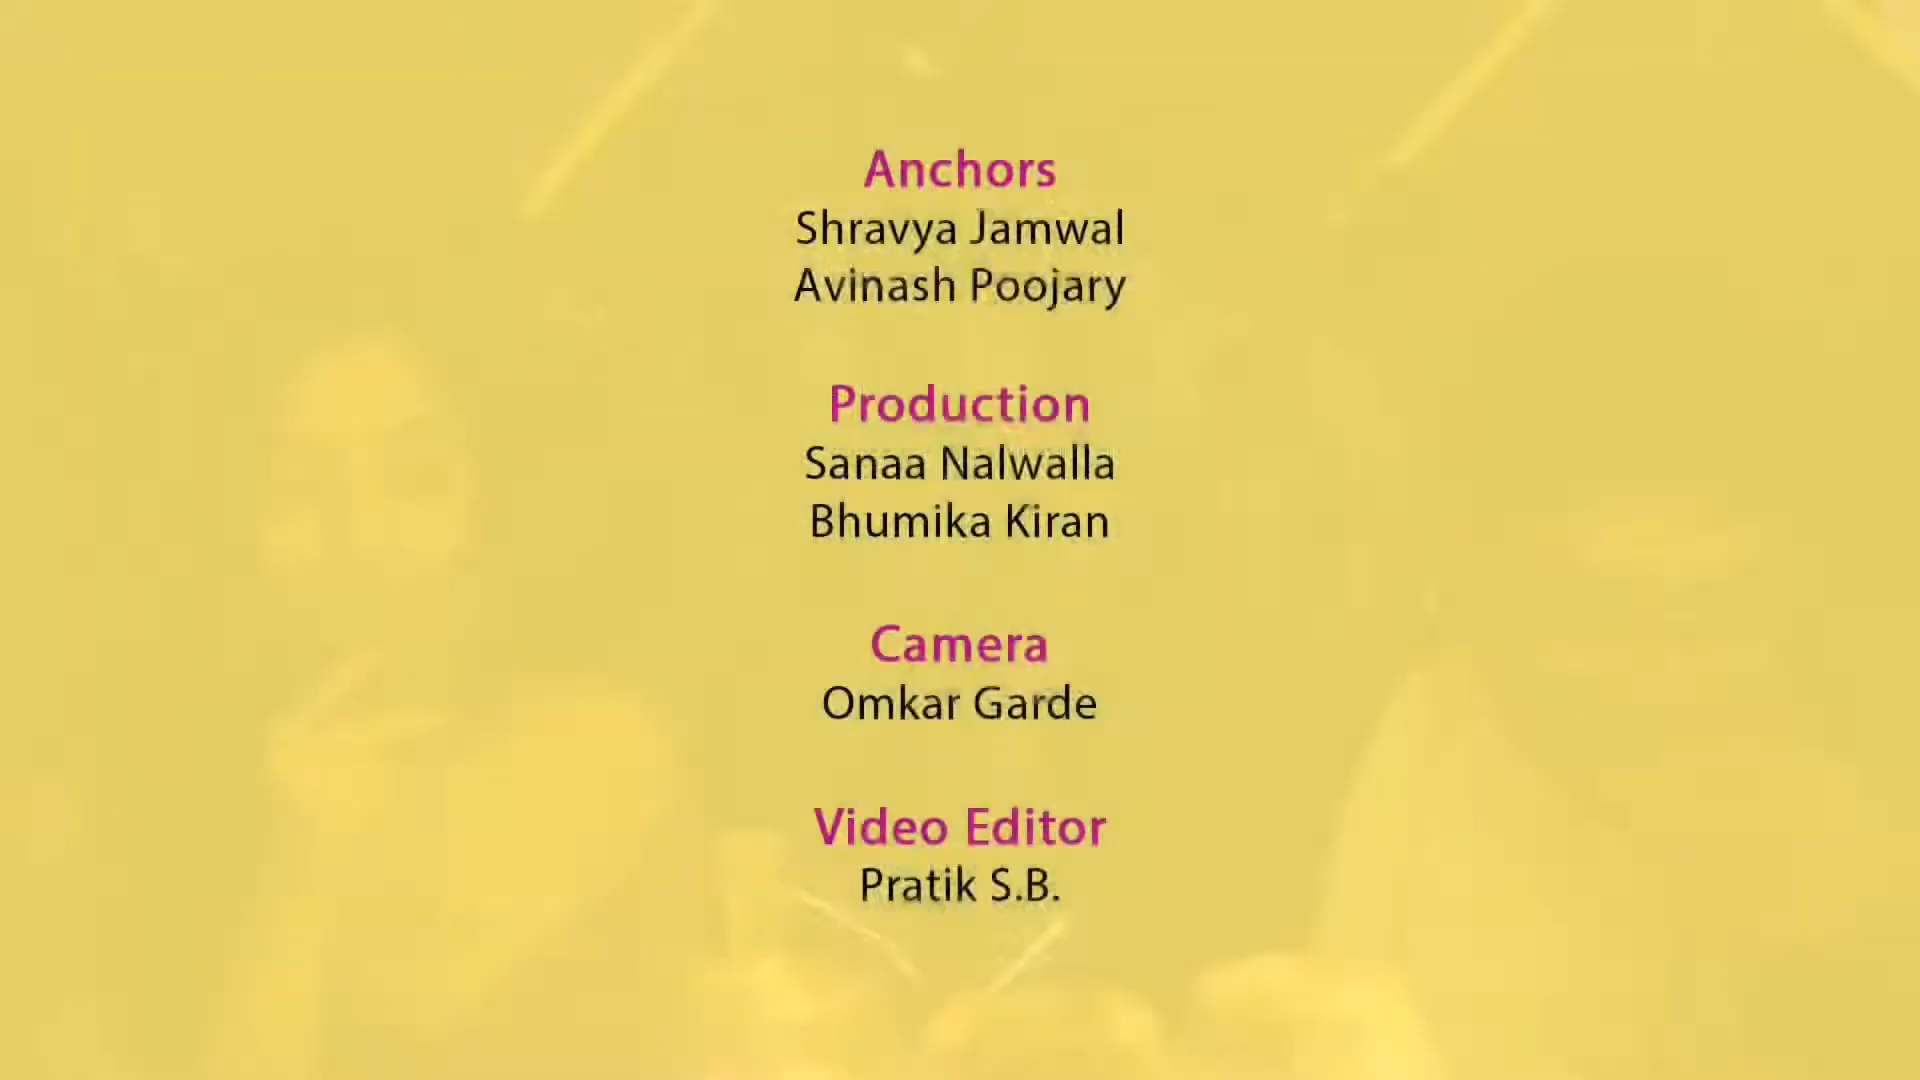 Anchors
Shravya Jamwal
Avinash Poojary
Production
Sanaa Nalwalla
Bhumika Kiran
Camera
Omkar Garde
Video Editor
Pratik S.B.